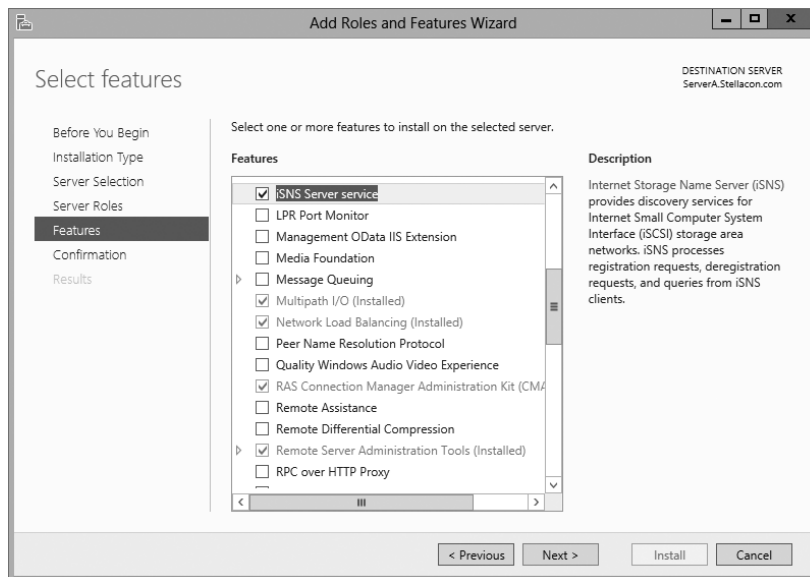 Add Roles and Features Wizard
Select features
DESTINATION SERVER
ServerA.Stellacon.com
Before You Begin
Installation Type
Server Selection
Server Roles
Features
Confirmation
Results
Select one or more features to install on the selected server.
Features
iSNS Server service
LPR Port Monitor
Management OData IIS Extension
Media Foundation
Message Queuing
Multipath I/O (Installed)
Network Load Balancing (Installed)
Peer Name Resolution Protocol
Quality Windows Audio Video Experience
RAS Connection Manager Administration Kit (CMA
Remote Assistance
Remote Differential Compression
Remote Server Administration Tools (Installed)
RPC over HTTP Proxy
Description
Internet Storage Name Server (iSNS)
provides discovery services for
Internet Small Computer System
Interface (iSCSI) storage area
networks. iSNS processes
registration requests, deregistration
requests, and queries from iSNS
clients.
< Previous
Next >
Install
Cancel